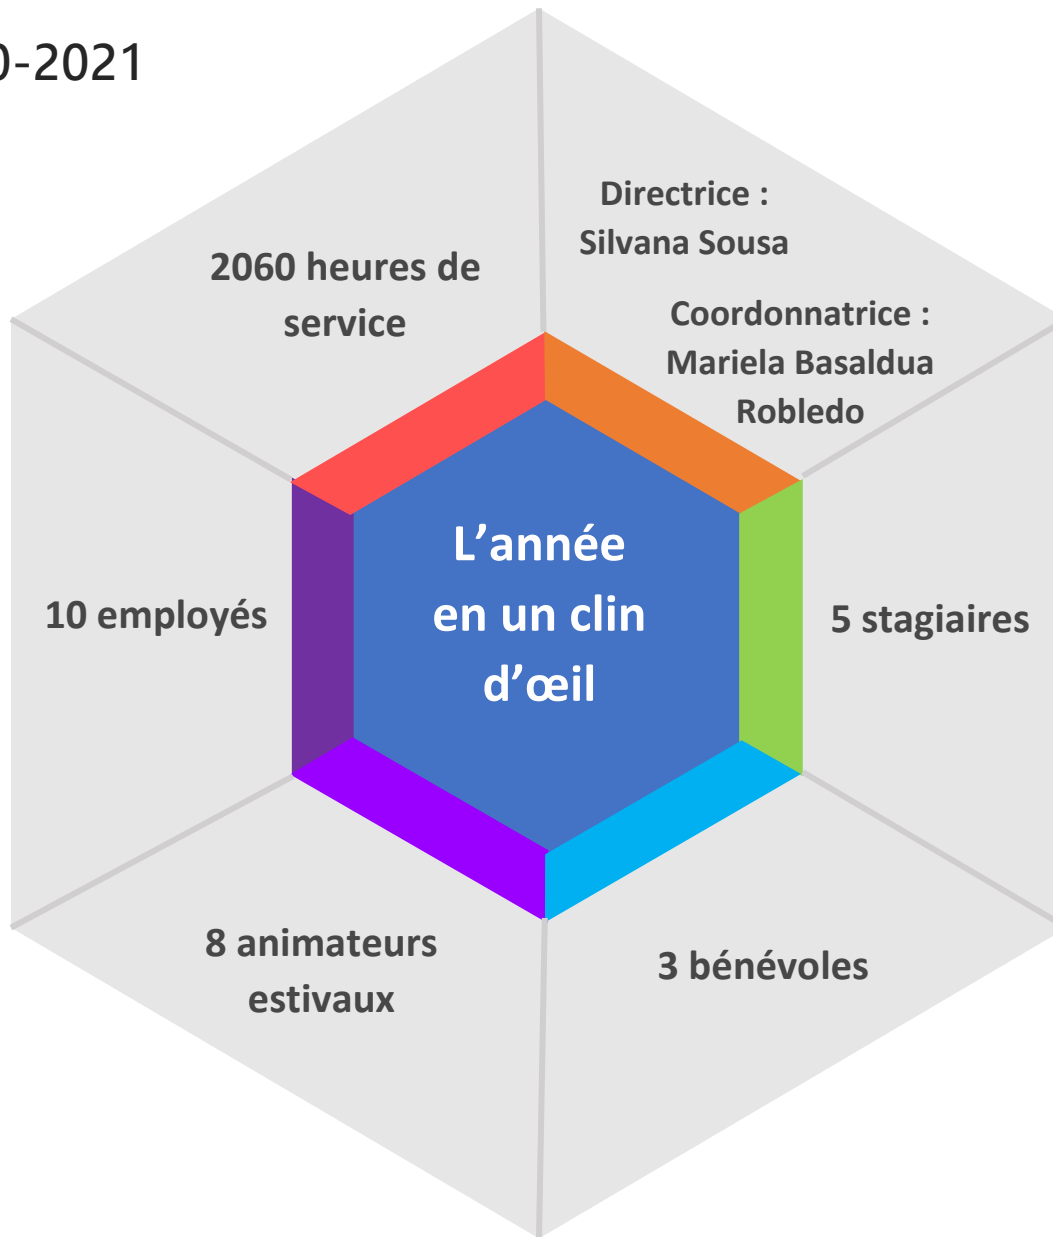 0-2021
Directrice :
Silvana Sousa
2060 heures de
service
Coordonnatrice :
Mariela Basaldua
Robledo
L’année
en un clin
d’œil
10 employés
5 stagiaires
8 animateurs
estivaux
3 bénévoles